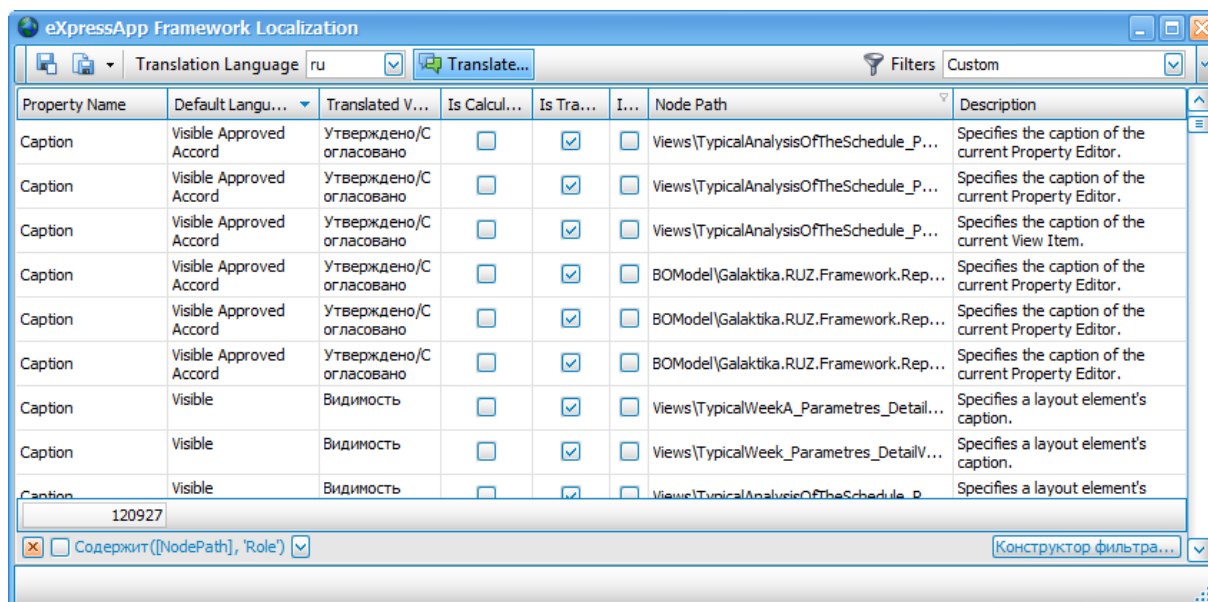 eXpressApp Framework Localization
Translation Language ru Translate... Filters Custom
Property Name Default Langu... Translated V... Is Calcul... Is Tra... I... Node Path Description
Caption Visible Approved Утверждено/С Views\TypicalAnalysisOfTheSchedule_P... Specifies the caption of the
Accord огласовано current Property Editor.
Caption Visible Approved Утверждено/С Views\TypicalAnalysisOfTheSchedule_P... Specifies the caption of the
Accord огласовано current Property Editor.
Caption Visible Approved Утверждено/С Views\TypicalAnalysisOfTheSchedule_P... Specifies the caption of the
Accord огласовано current View Item.
Caption Visible Approved Утверждено/С BOModel\Galaktika.RUZ.Framework.Rep... Specifies the caption of the
Accord огласовано current Property Editor.
Caption Visible Approved Утверждено/С BOModel\Galaktika.RUZ.Framework.Rep... Specifies the caption of the
Accord огласовано current Property Editor.
Caption Visible Approved Утверждено/С BOModel\Galaktika.RUZ.Framework.Rep... Specifies the caption of the
Accord огласовано current Property Editor.
Caption Visible Видимость Views\TypicalWeekA_Parametres_Detail... Specifies a layout element's
caption.
Caption Visible Видимость Views\TypicalWeek_Parametres_DetailV... Specifies a layout element's
caption.
Caption Visible Видимость Views\TypicalAnalysisOfTheSchedule_P... Specifies a layout element's
120927
Содержит([NodePath], 'Role') Конструктор фильтра...